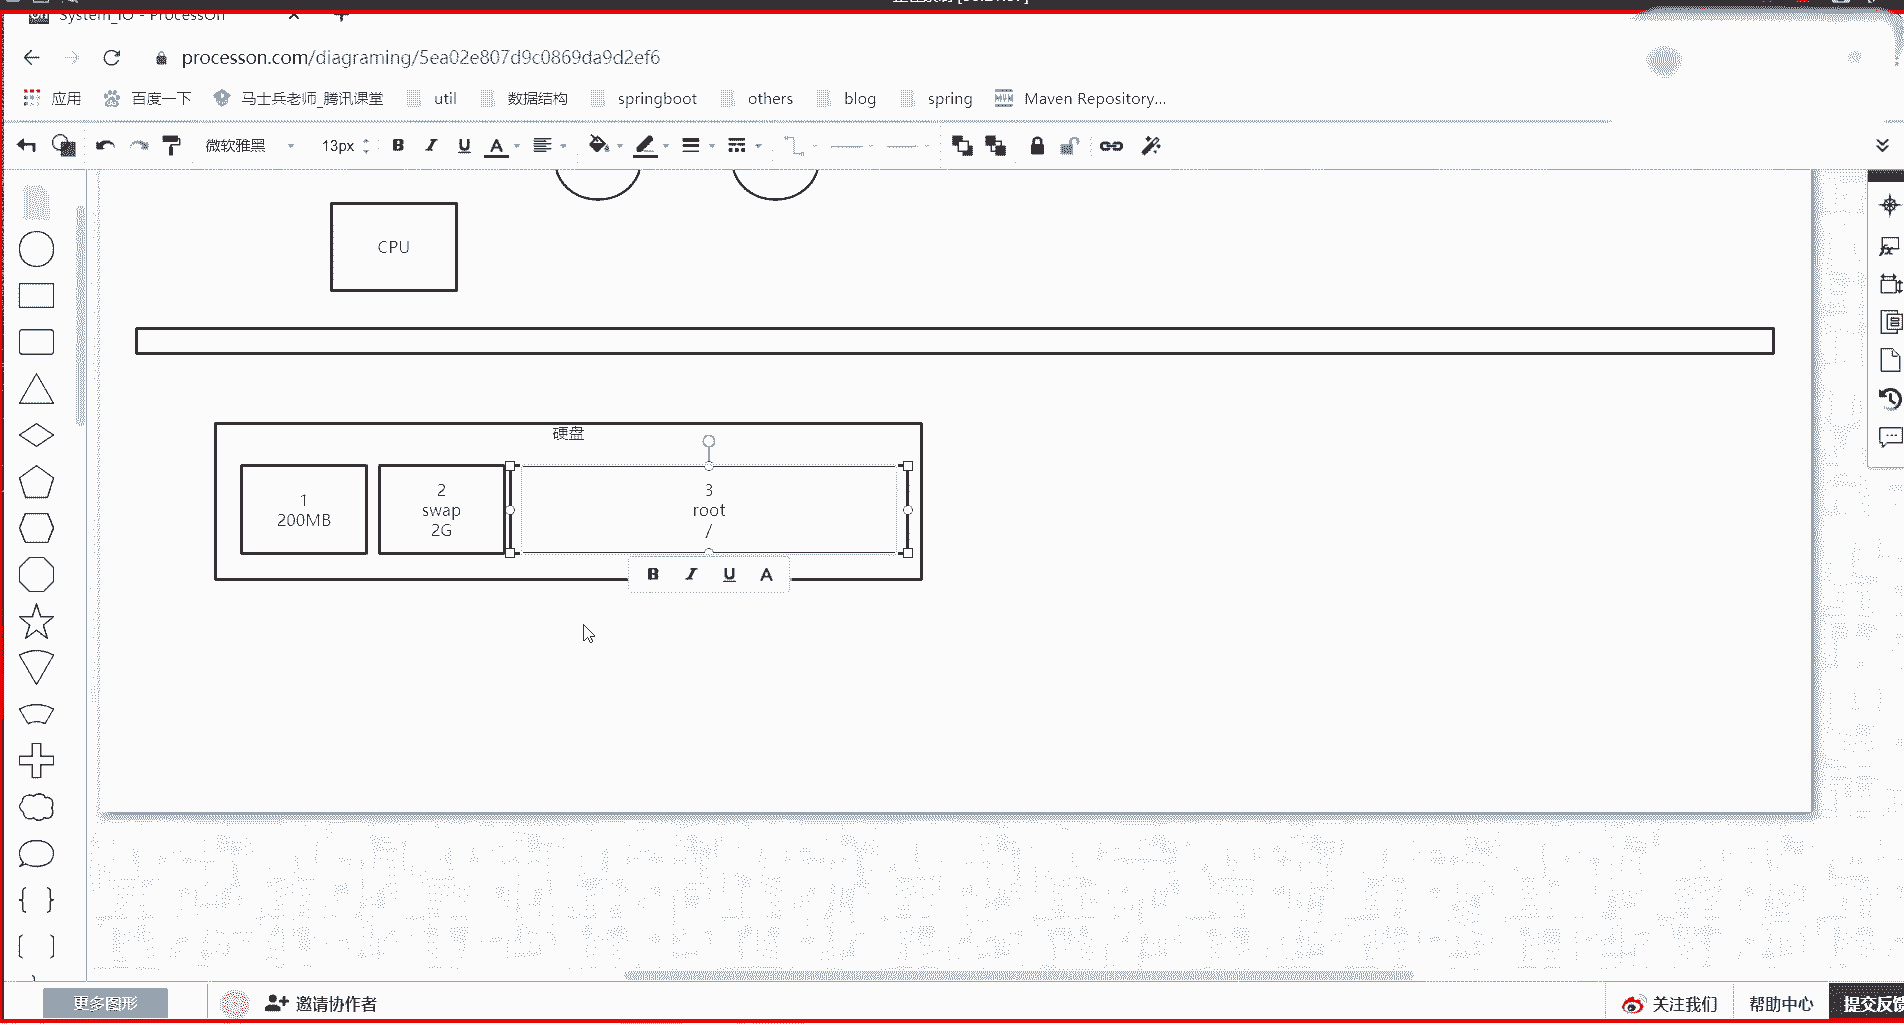 System_IO - ProcessOn
processon.com/diagraming/5ea02e807d9c0869da9d2ef6
应用 百度一下 马士兵老师_腾讯课堂 util 数据结构 springboot others blog spring Maven Repository...
微软雅黑 13px B I U A
CPU
硬盘
1
200MB
2
swap
2G
3
root
/
B I U A
更多图形 邀请协作者 关注我们 帮助中心 提交反馈